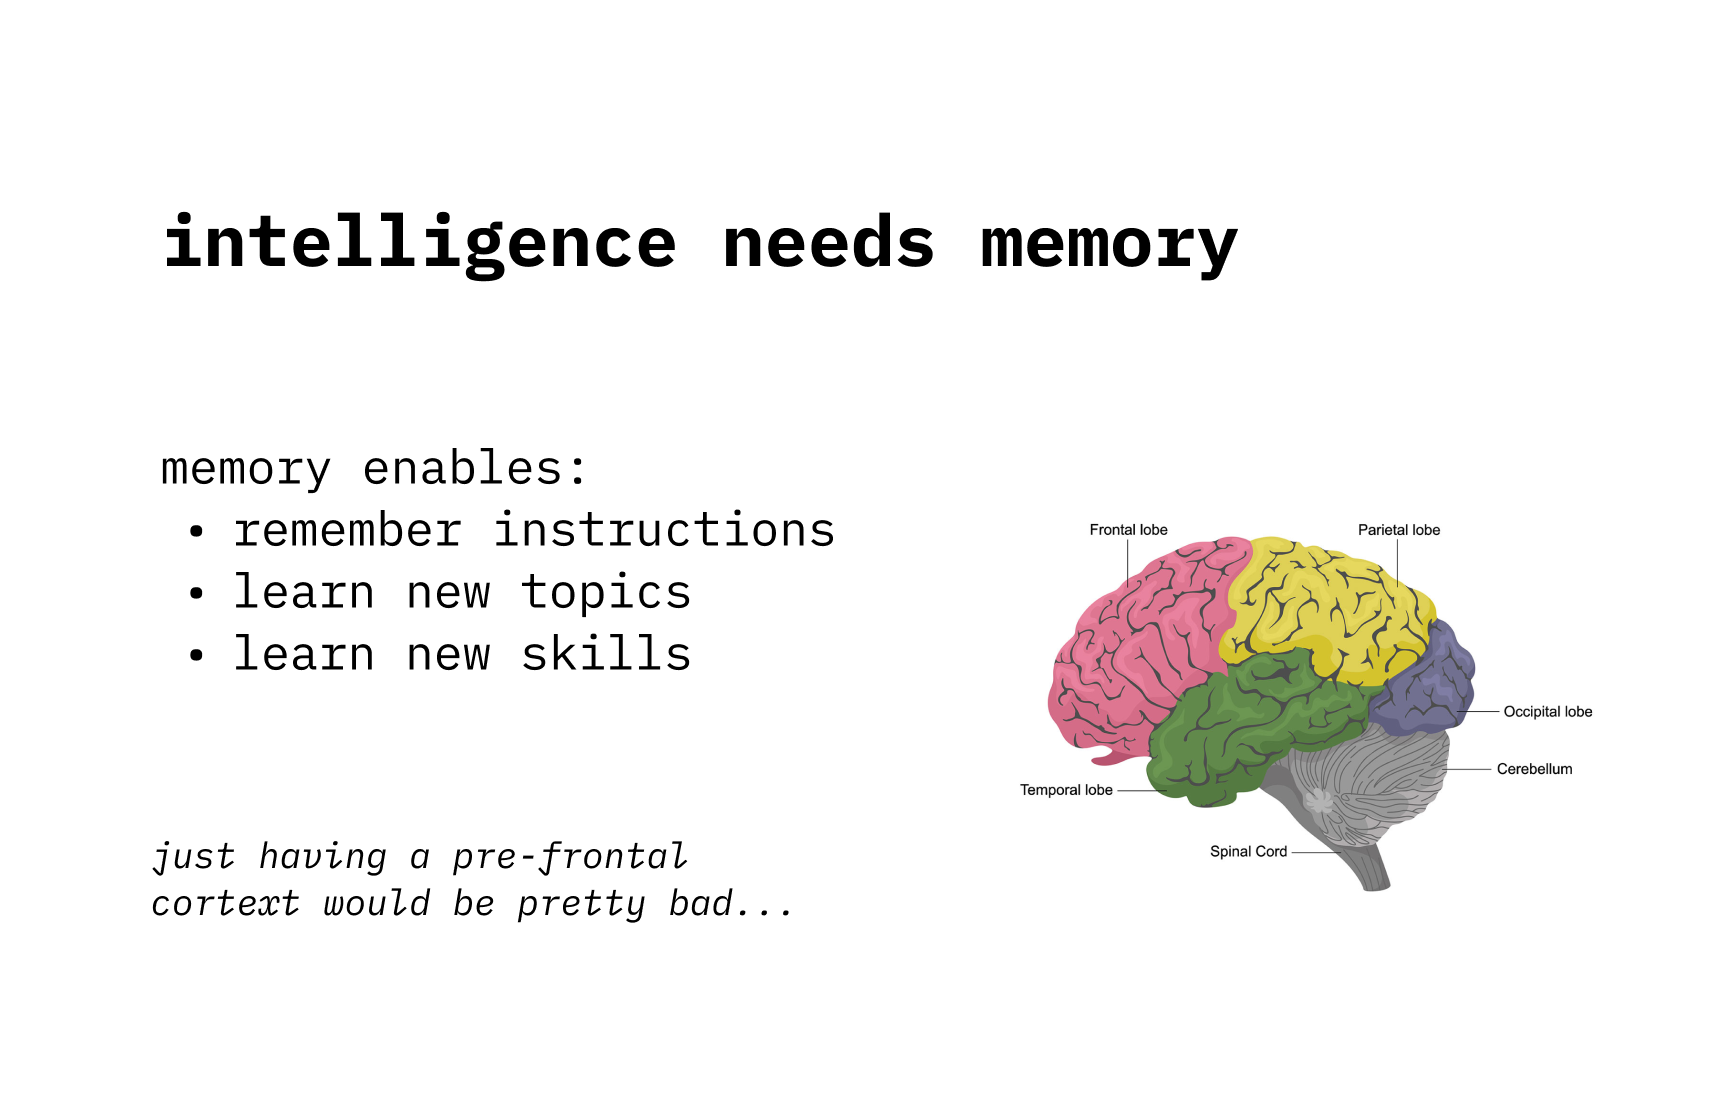 intelligence needs memory
memory enables:
• remember instructions
• learn new topics
• learn new skills
just having a pre-frontal
cortext would be pretty bad...
Frontal lobe
Parietal lobe
Occipital lobe
Cerebellum
Temporal lobe
Spinal Cord